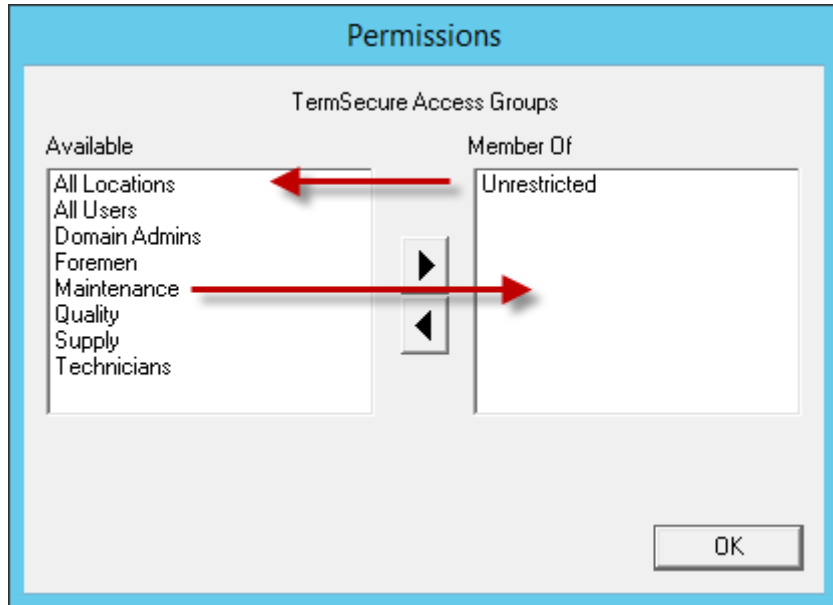 Permissions
TermSecure Access Groups
Available
Member Of
All Locations
All Users
Domain Admins
Foremen
Maintenance
Quality
Supply
Technicians
Unrestricted
OK